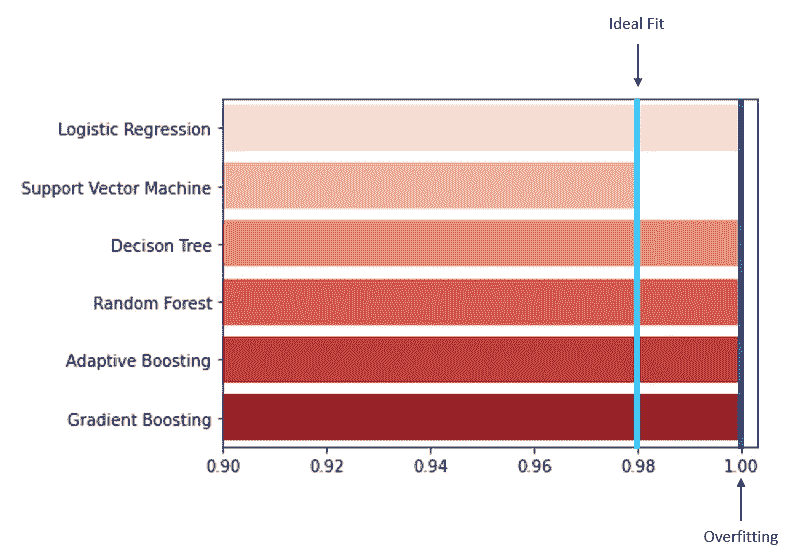 Ideal Fit
Logistic Regression
Support Vector Machine
Decison Tree
Random Forest
Adaptive Boosting
Gradient Boosting
0.90 0.92 0.94 0.96 0.98 1.00
Overfitting